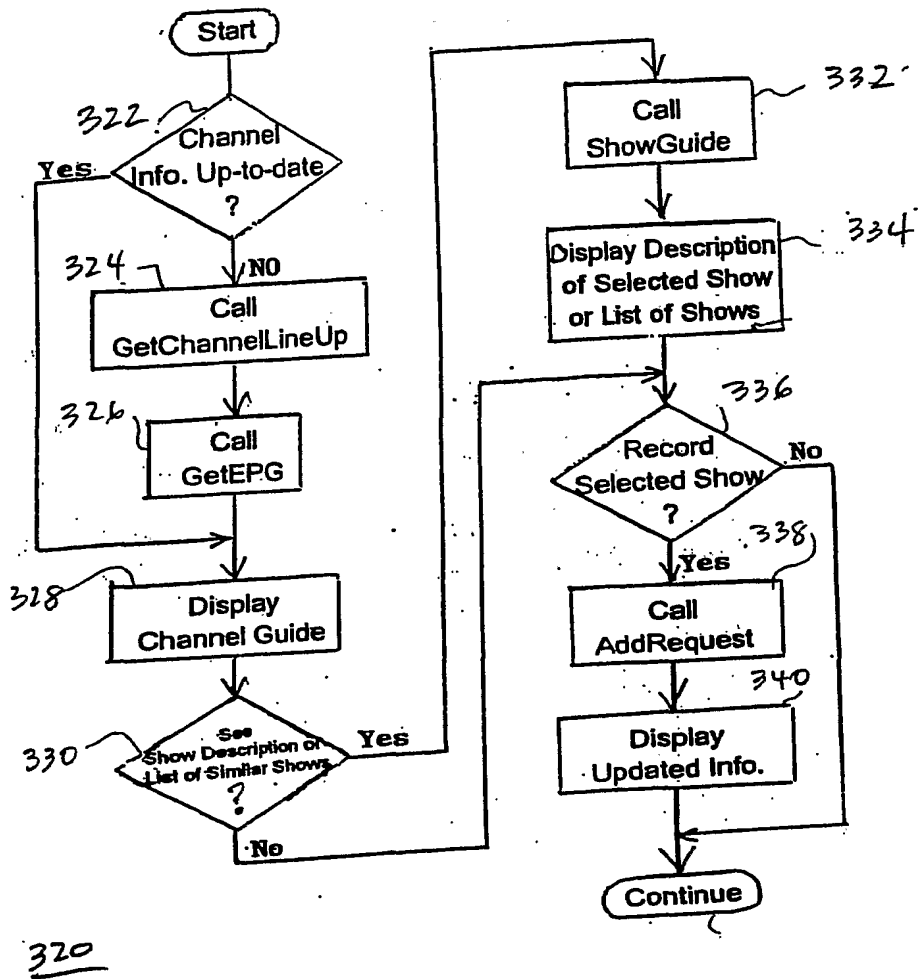 Start
322
Channel
Info. Up-to-date
?
Yes
NO
324
Call
GetChannelLineUp
326
Call
GetEPG
328
Display
Channel Guide
330
See
Show Description or
List of Similar Shows
?
Yes
No
332
Call
ShowGuide
334
Display Description
of Selected Show
or List of Shows
336
Record
Selected Show
?
No
Yes
338
Call
AddRequest
340
Display
Updated Info.
Continue
320